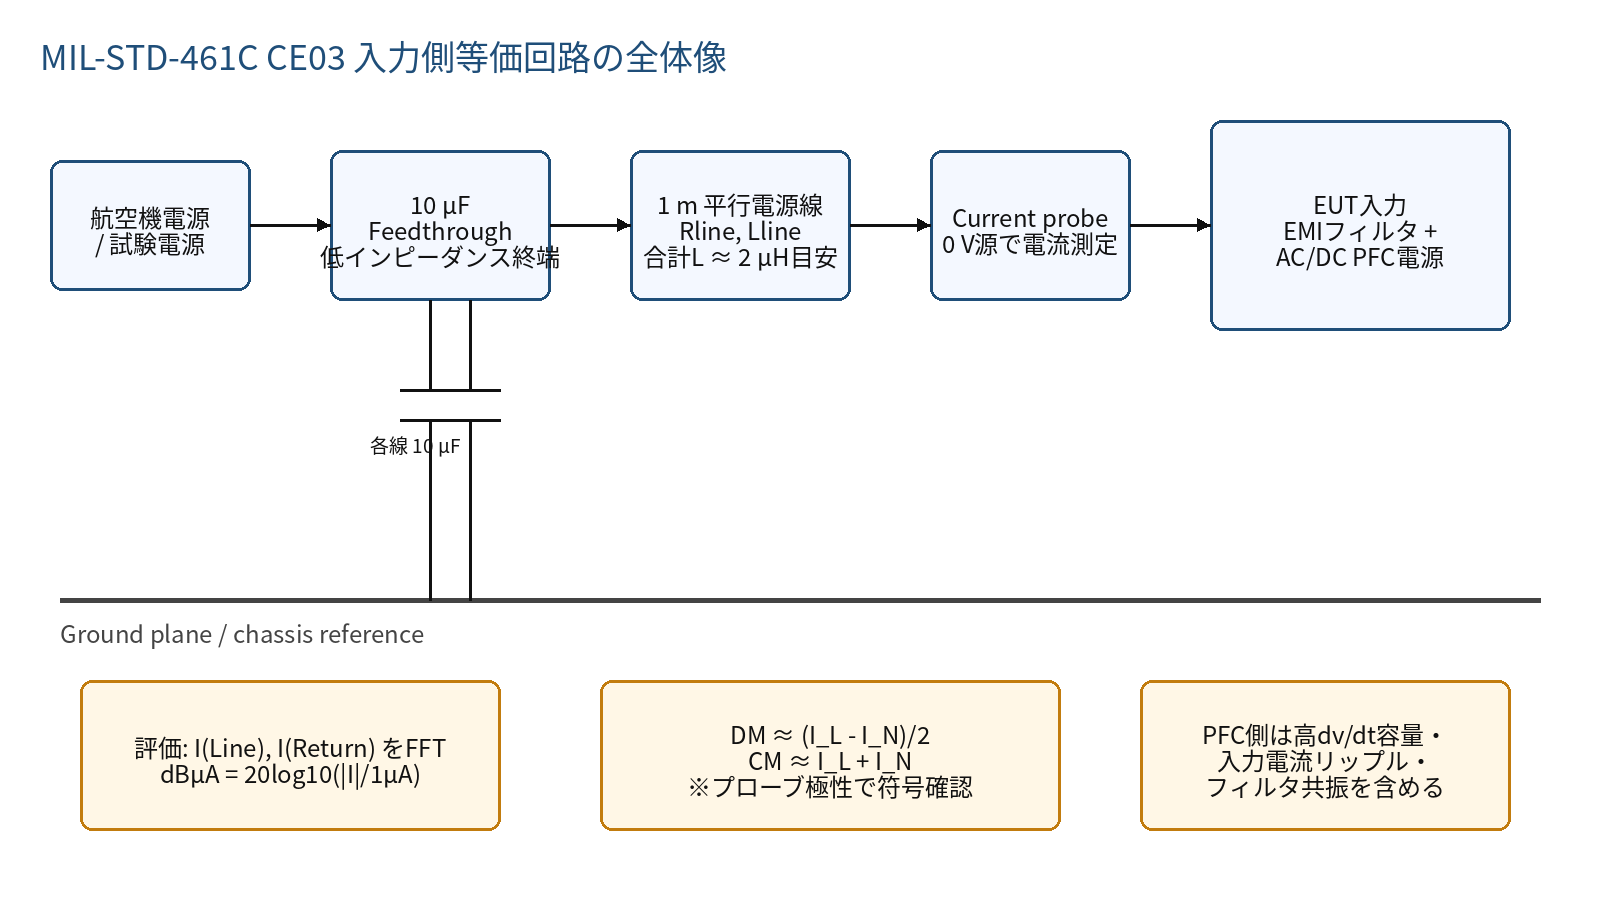 MIL-STD-461C CE03 入力側等価回路の全体像
航空機電源
/ 試験電源
10 µF
Feedthrough
低インピーダンス終端
1 m 平行電源線
Rline, Lline
合計L ≈ 2 µH目安
Current probe
0 V源で電流測定
EUT入力
EMIフィルタ +
AC/DC PFC電源
各線 10 µF
Ground plane / chassis reference
評価: I(Line), I(Return) をFFT
dBµA = 20log10(|I|/1µA)
DM ≈ (I_L - I_N)/2
CM ≈ I_L + I_N
※プローブ極性で符号確認
PFC側は高dv/dt容量・
入力電流リップル・
フィルタ共振を含める